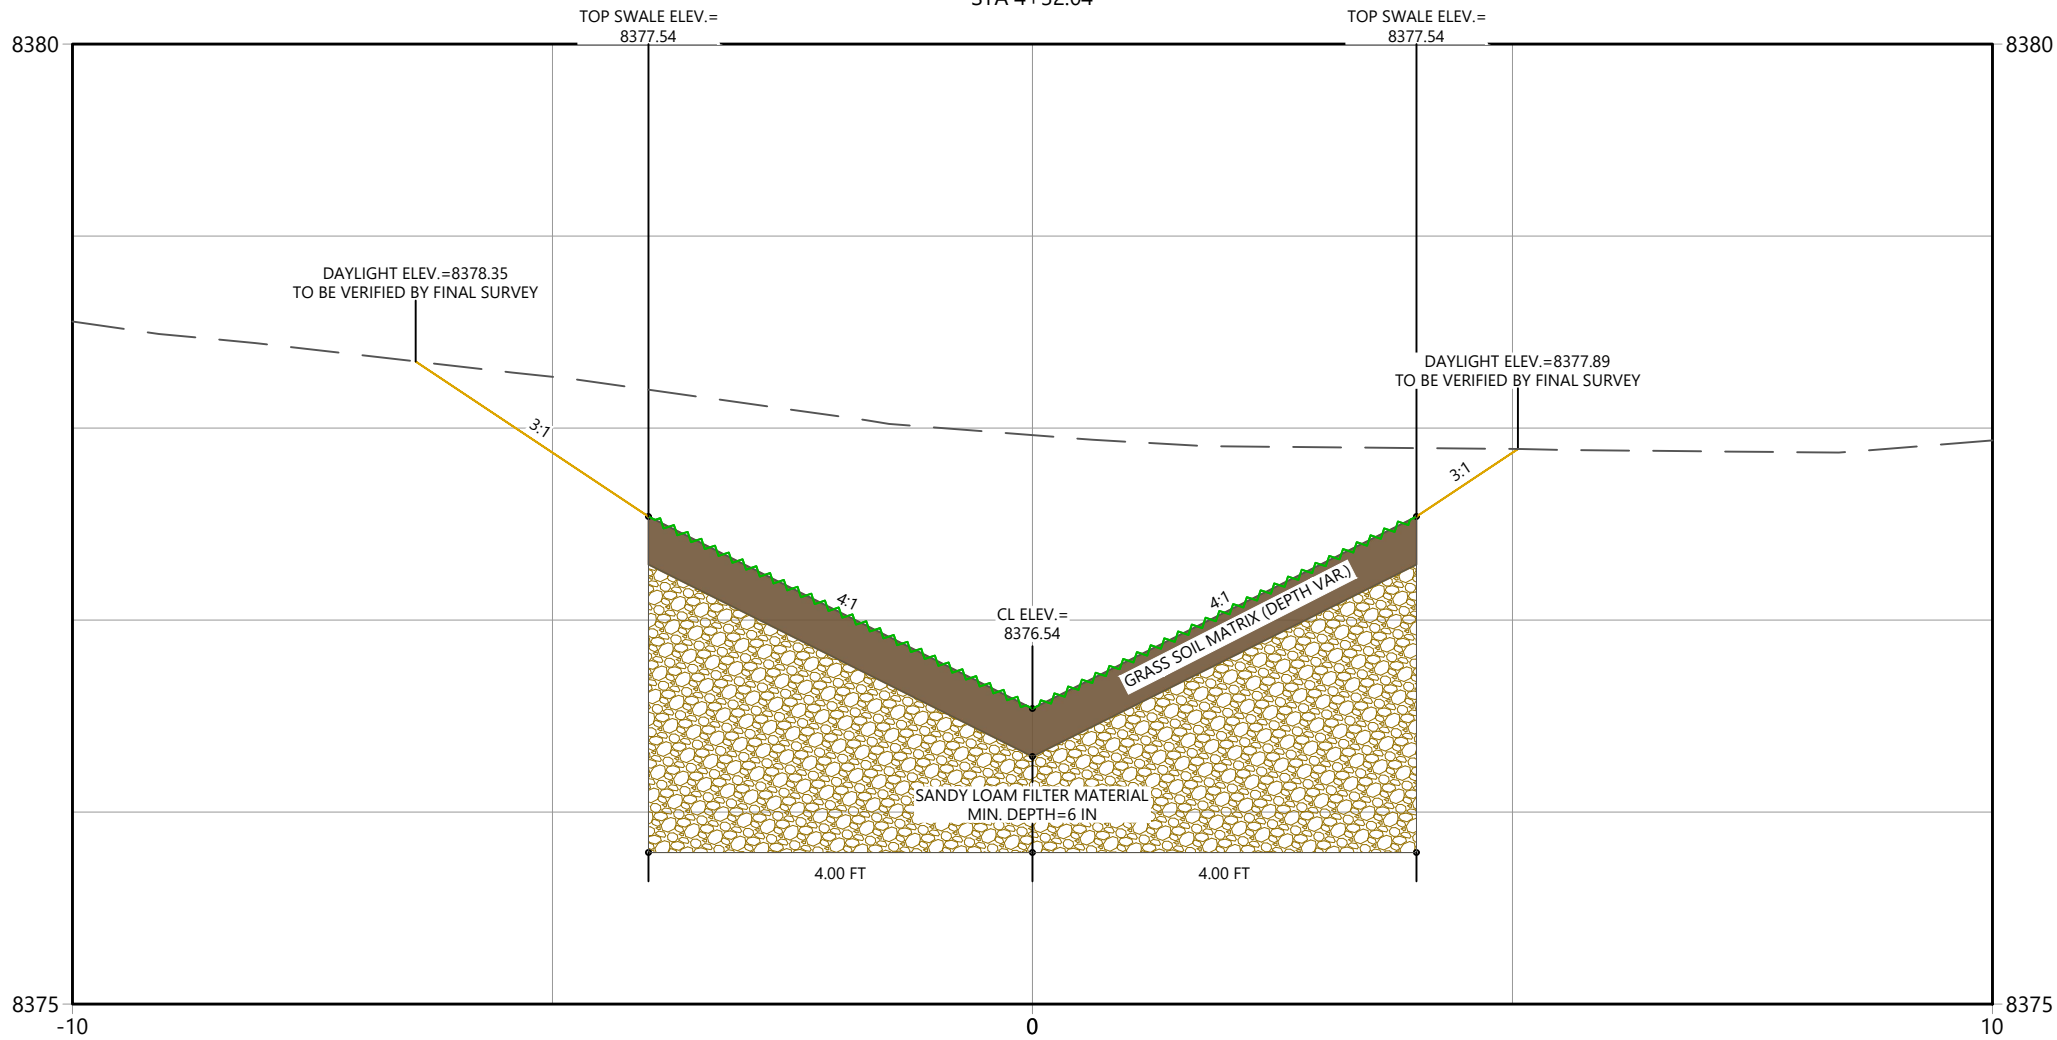 TOP SWALE ELEV.=
8377.54
TOP SWALE ELEV.=
8377.54
8380
8380
DAYLIGHT ELEV.=8378.35
TO BE VERIFIED BY FINAL SURVEY
DAYLIGHT ELEV.=8377.89
TO BE VERIFIED BY FINAL SURVEY
3:1
3:1
4:1
4:1
CL ELEV.=
8376.54
GRASS SOIL MATRIX (DEPTH VAR.)
SANDY LOAM FILTER MATERIAL
MIN. DEPTH=6 IN
4.00 FT
4.00 FT
8375
8375
-10
0
10